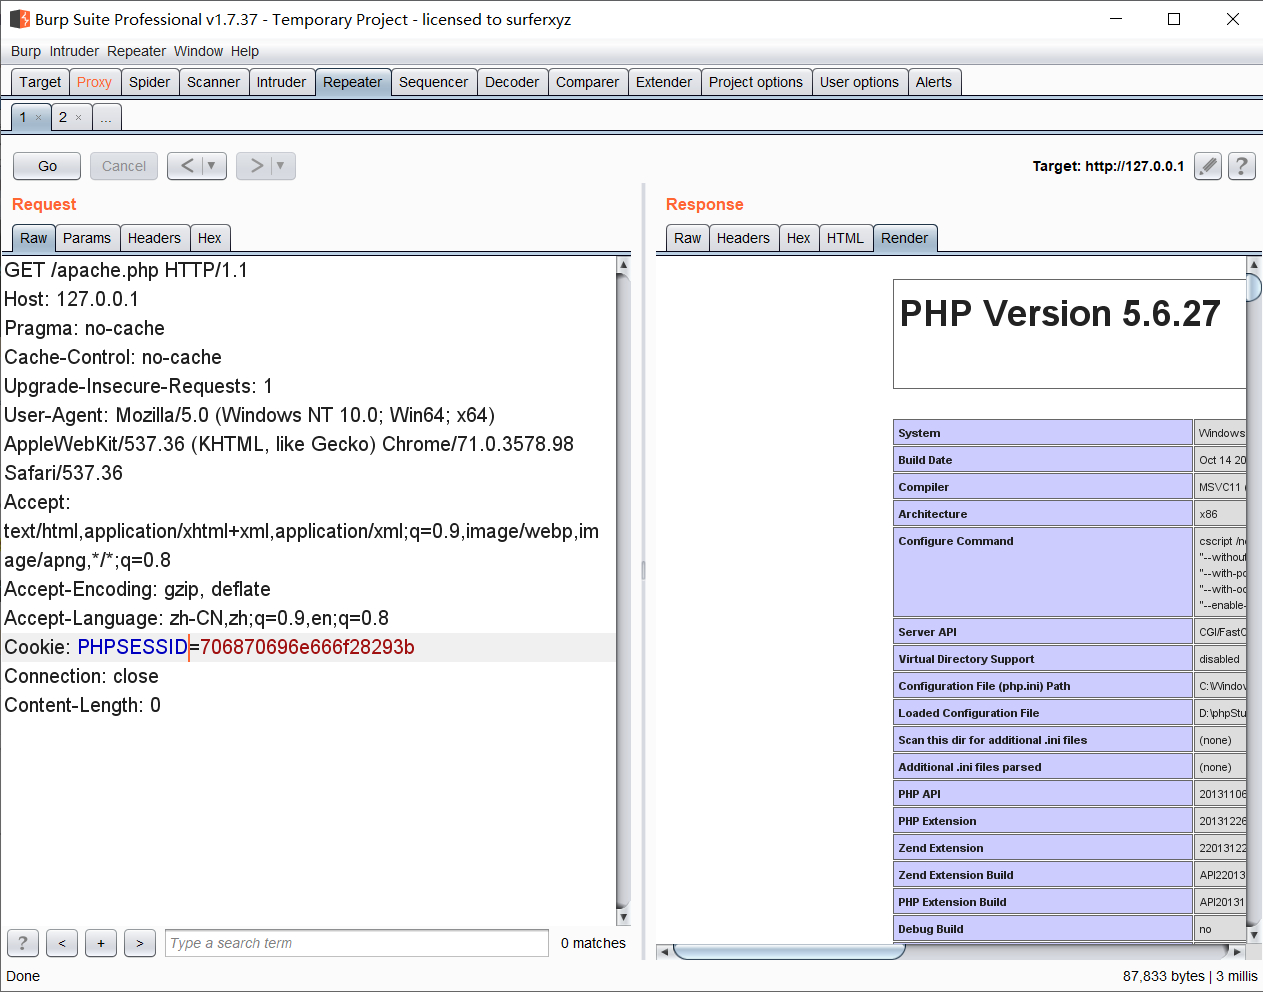 Burp Suite Professional v1.7.37 - Temporary Project - licensed to surferxyz
Burp Intruder Repeater Window Help
Target Proxy Spider Scanner Intruder Repeater Sequencer Decoder Comparer Extender Project options User options Alerts
1 × 2 × ...
Go Cancel < > Target: http://127.0.0.1 ?
Request
Raw Params Headers Hex
GET /apache.php HTTP/1.1
Host: 127.0.0.1
Pragma: no-cache
Cache-Control: no-cache
Upgrade-Insecure-Requests: 1
User-Agent: Mozilla/5.0 (Windows NT 10.0; Win64; x64)
AppleWebKit/537.36 (KHTML, like Gecko) Chrome/71.0.3578.98
Safari/537.36
Accept:
text/html,application/xhtml+xml,application/xml;q=0.9,image/webp,im
age/apng,*/*;q=0.8
Accept-Encoding: gzip, deflate
Accept-Language: zh-CN,zh;q=0.9,en;q=0.8
Cookie: PHPSESSID=706870696e666f28293b
Connection: close
Content-Length: 0
? < + > Type a search term 0 matches
Response
Raw Headers Hex HTML Render
PHP Version 5.6.27
System Windows
Build Date Oct 14 20
Compiler MSVC11 (
Architecture x86
Configure Command cscript /n
"--without
"--with-p
"--with-o
"--enable-
Server API CGI/Fast
Virtual Directory Support disabled
Configuration File (php.ini) Path C:\Windo
Loaded Configuration File D:\phpStu
Scan this dir for additional .ini files (none)
Additional .ini files parsed (none)
PHP API 20131106
PHP Extension 20131226
Zend Extension 22013122
Zend Extension Build API22013
PHP Extension Build API20131
Debug Build no
Done 87,833 bytes | 3 millis